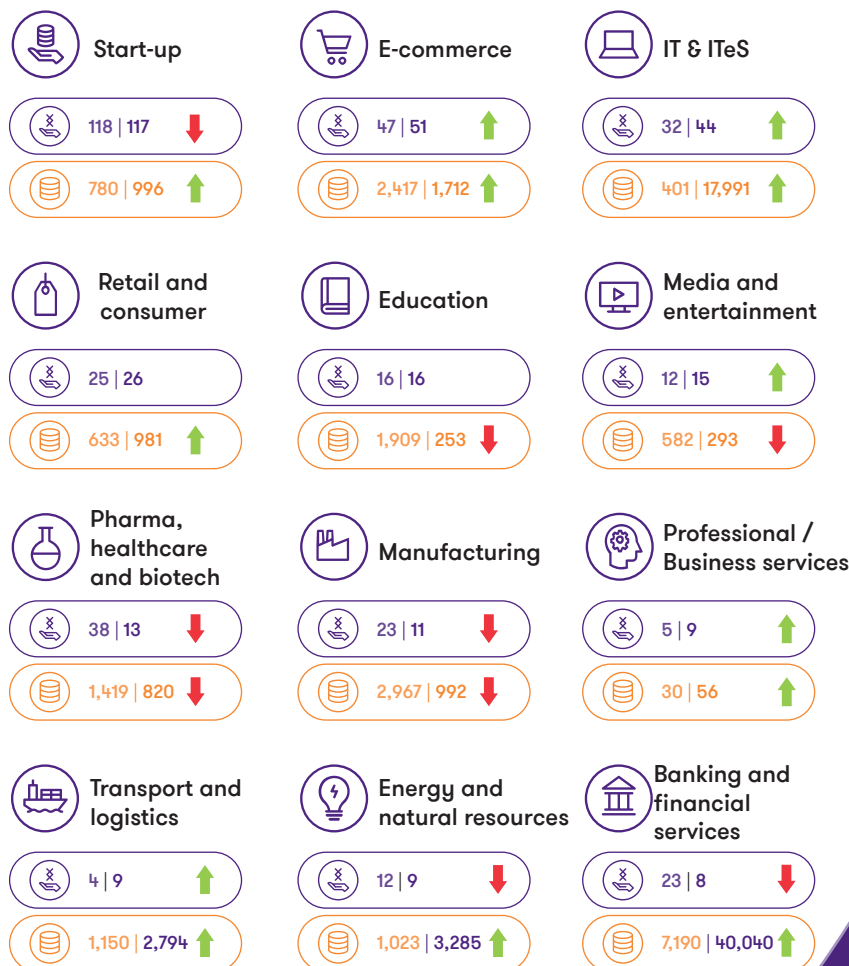 Start-up
118 | 117
780 | 996
E-commerce
47 | 51
2,417 | 1,712
IT & ITeS
32 | 44
401 | 17,991
Retail and
consumer
25 | 26
633 | 981
Education
16 | 16
1,909 | 253
Media and
entertainment
12 | 15
582 | 293
Pharma,
healthcare
and biotech
38 | 13
1,419 | 820
Manufacturing
23 | 11
2,967 | 992
Professional /
Business services
5 | 9
30 | 56
Transport and
logistics
4 | 9
1,150 | 2,794
Energy and
natural resources
12 | 9
1,023 | 3,285
Banking and
financial
services
23 | 8
7,190 | 40,040